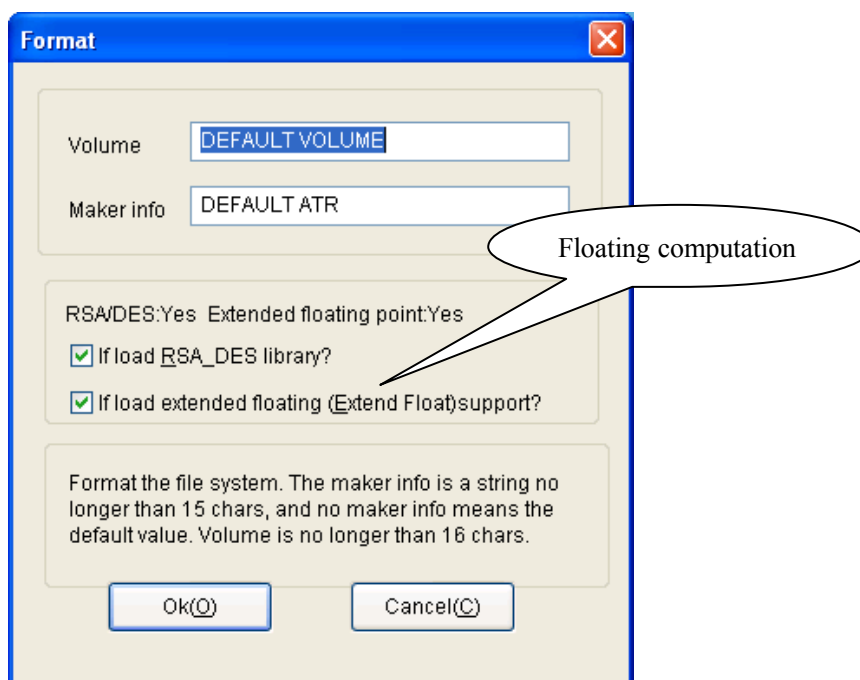 Format
Volume DEFAULT VOLUME
Maker info DEFAULT ATR
Floating computation
RSA/DES:Yes Extended floating point:Yes
If load RSA_DES library?
If load extended floating (Extend Float)support?
Format the file system. The maker info is a string no
longer than 15 chars, and no maker info means the
default value. Volume is no longer than 16 chars.
Ok(O) Cancel(C)